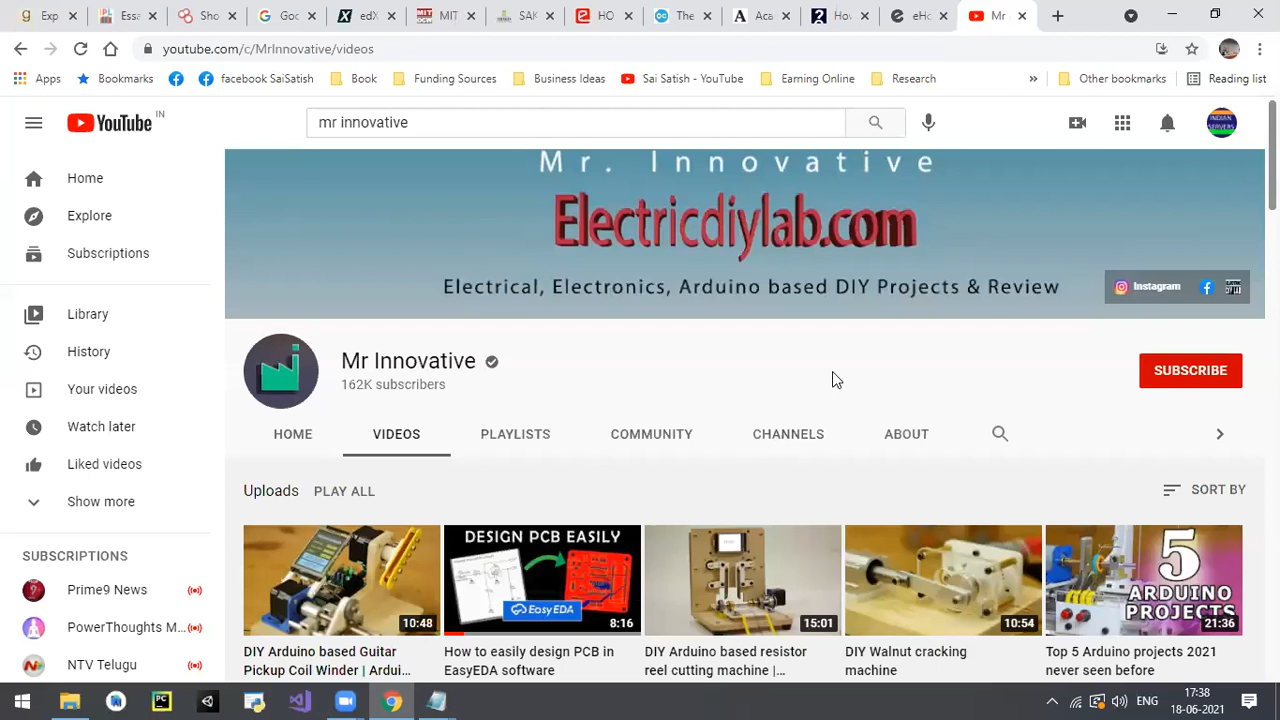 g Exp
Essa
Sho
G Goc
edX
MIT
SAN
HO
The
Aca
How
eHo
Mr
youtube.com/c/MrInnovative/videos
Apps Bookmarks facebook SaiSatish Book Funding Sources Business Ideas Sai Satish - YouTube Earning Online Research » Other bookmarks Reading list
YouTube IN
mr innovative
INDIAN SERVERS
Home
Explore
Subscriptions
Library
History
Your videos
Watch later
Liked videos
Show more
SUBSCRIPTIONS
Prime9 News
PowerThoughts M...
NTV Telugu
Mr. Innovative
Electricdiylab.com
Electrical, Electronics, Arduino based DIY Projects & Review
Instagram
Mr Innovative
162K subscribers
SUBSCRIBE
HOME VIDEOS PLAYLISTS COMMUNITY CHANNELS ABOUT
Uploads PLAY ALL
SORT BY
10:48
DIY Arduino based Guitar
Pickup Coil Winder | Ardui...
DESIGN PCB EASILY
EasyEDA
8:16
How to easily design PCB in
EasyEDA software
15:01
DIY Arduino based resistor
reel cutting machine |...
10:54
DIY Walnut cracking
machine
5
ARDUINO
PROJECTS
21:36
Top 5 Arduino projects 2021
never seen before
PC
ENG
17:38
18-06-2021